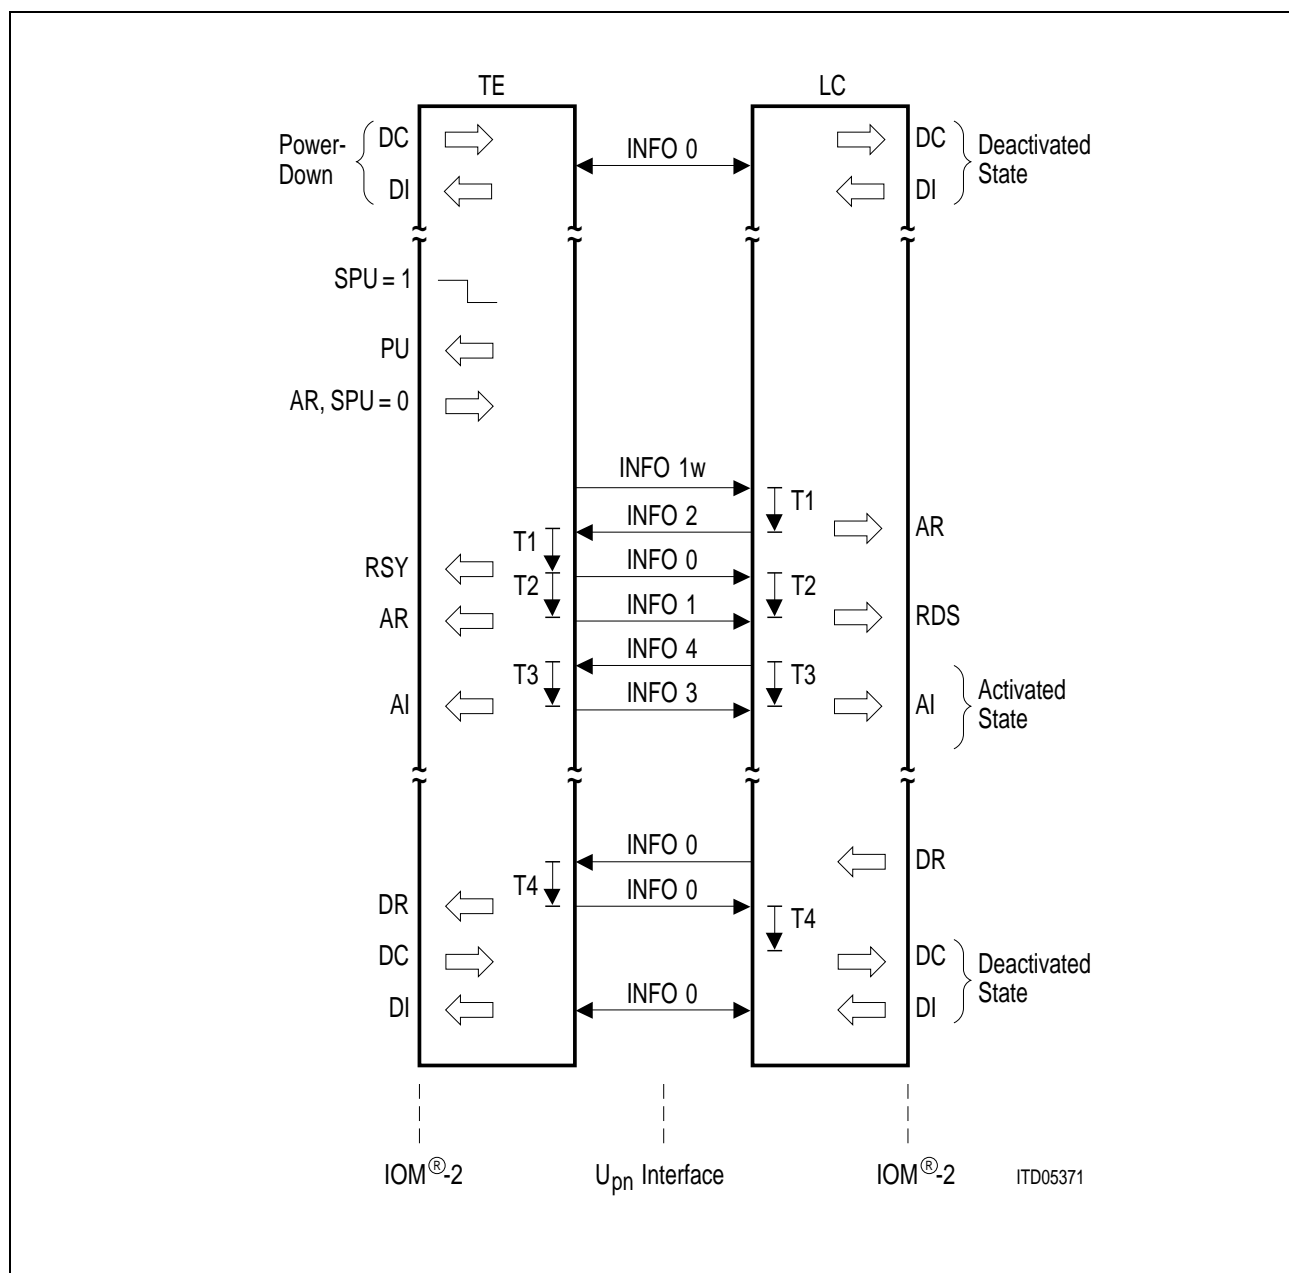 TE LC
Power-
Down
DC INFO 0 DC Deactivated
State
DI DI
SPU = 1
PU
AR, SPU = 0
INFO 1w
T1
INFO 2 AR
T1
RSY INFO 0
T2 T2
AR INFO 1 RDS
INFO 4
T3 T3
AI INFO 3 AI Activated
State
INFO 0 DR
T4
DR INFO 0
T4
DC DC Deactivated
State
DI INFO 0 DI
IOM®-2 Upn Interface IOM®-2 ITD05371